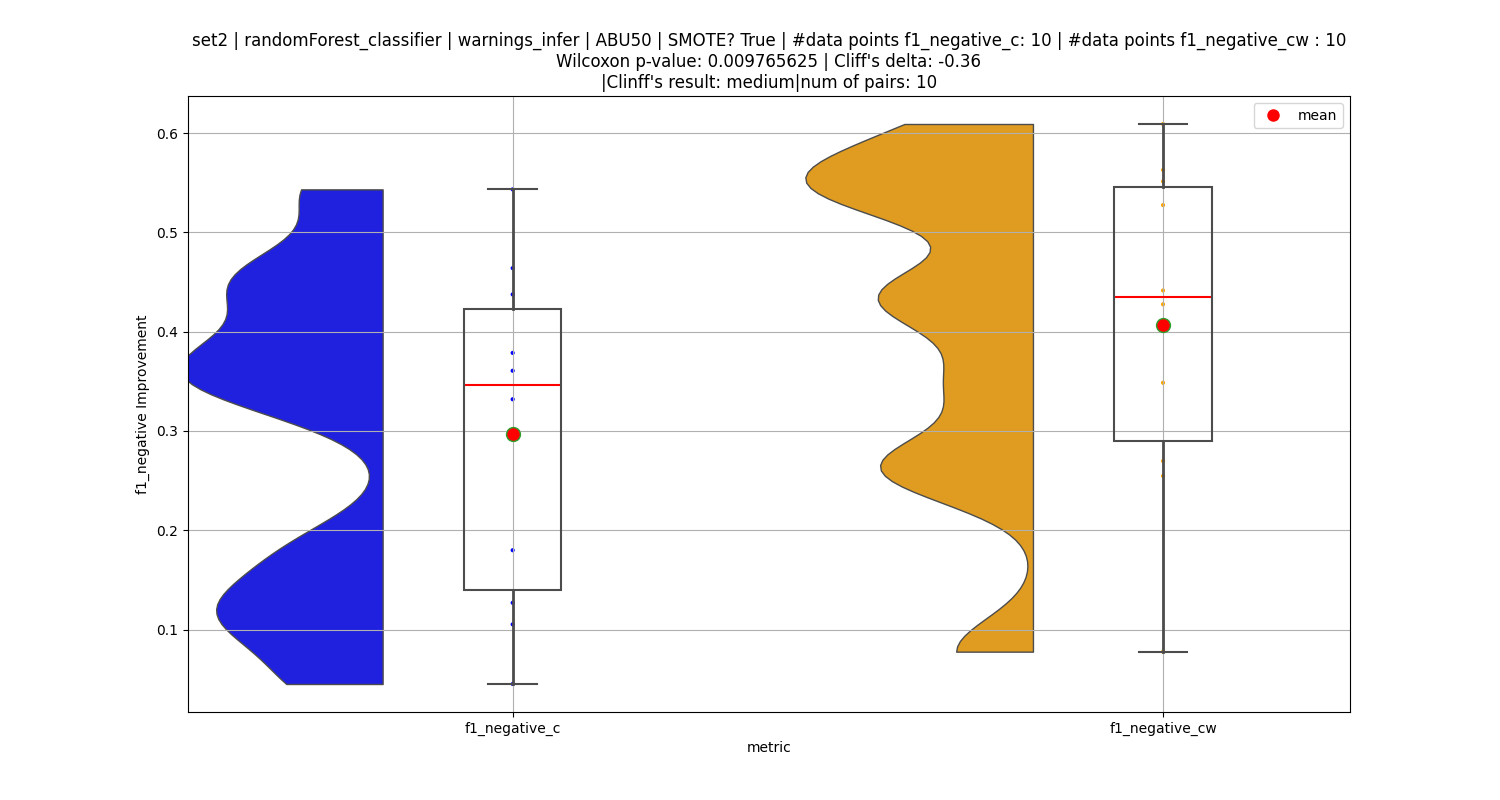 set2 | randomForest_classifier | warnings_infer | ABU50 | SMOTE? True | #data points f1_negative_c: 10 | #data points f1_negative_cw : 10
Wilcoxon p-value: 0.009765625 | Cliff's delta: -0.36
|Clinff's result: medium|num of pairs: 10
mean
0.6
0.5
0.4
0.3
0.2
0.1
f1_negative Improvement
f1_negative_c
f1_negative_cw
metric